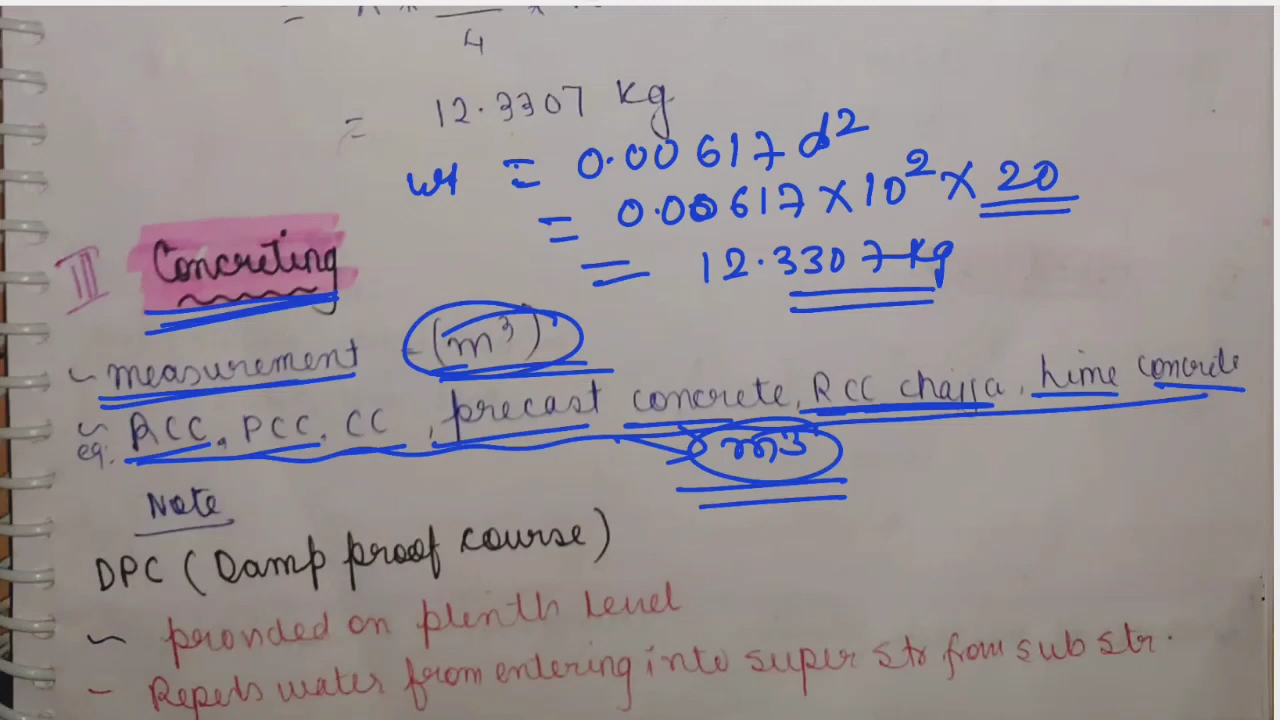 4
= 12.3307 kg
wt = 0.00617 d2
= 0.00617 × 10² × 20
= 12.3307 kg
III Concreting
~ measurement - (m³)
~ eg: RCC, PCC, CC, precast concrete, RCC chajja, Lime concrete
m³
Note
DPC (Damp proof course)
~ provided on plinth level
- Repels water from entering into super str from sub str.